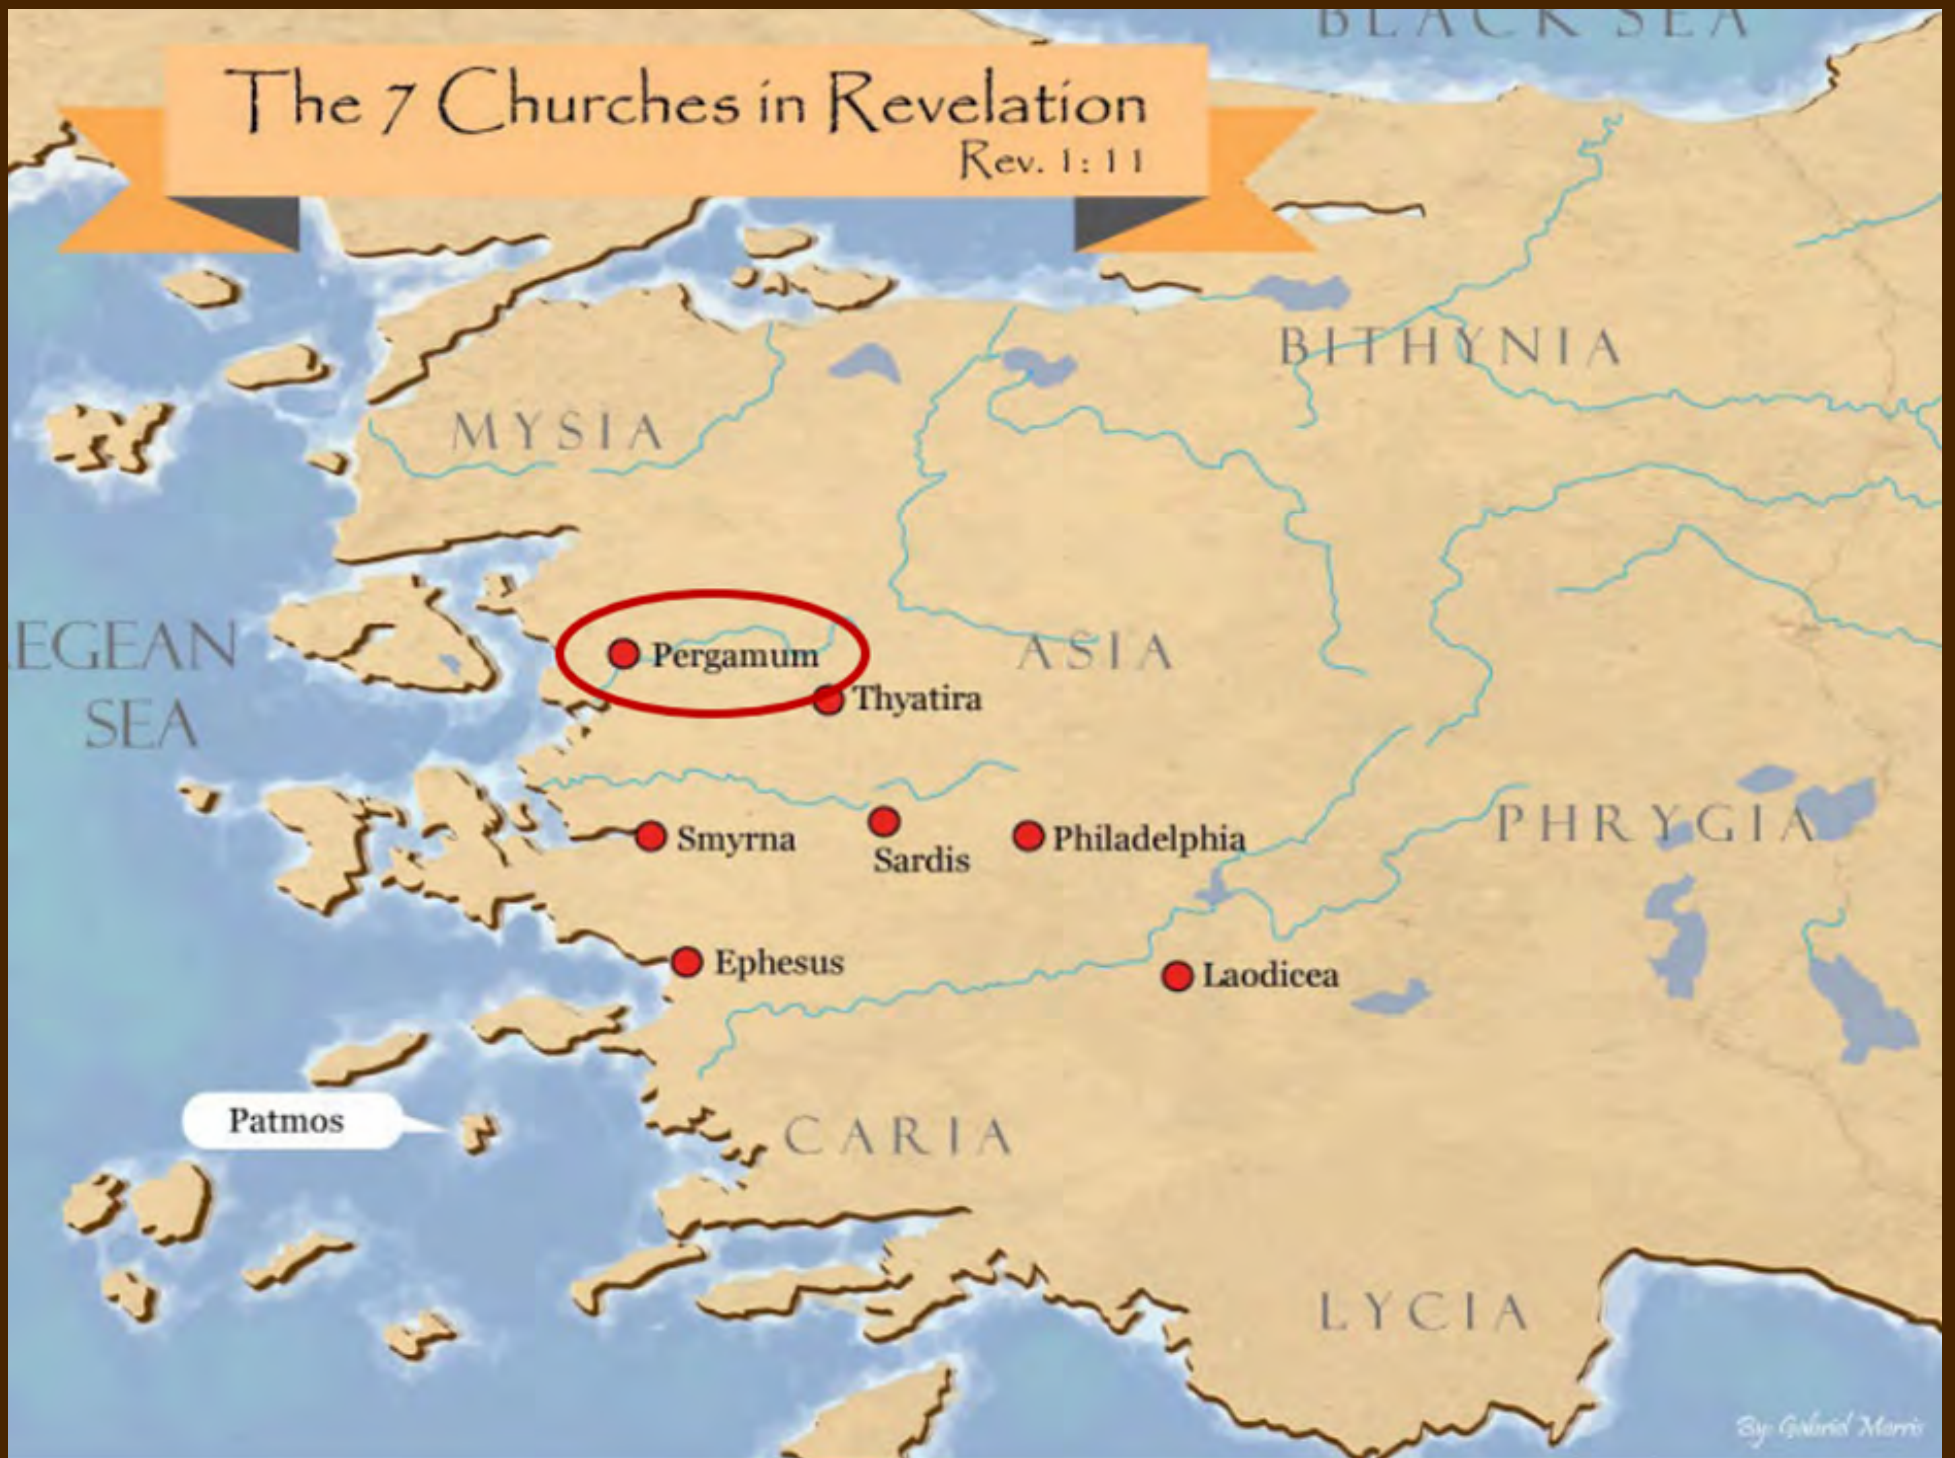 BLACK SEA
The 7 Churches in Revelation
Rev. 1:11
BITHYNIA
MYSIA
EGEAN
SEA
ASIA
Pergamum
Thyatira
PHRYGIA
Smyrna
Sardis
Philadelphia
Ephesus
Laodicea
Patmos
CARIA
LYCIA
By: Gabriel Morris